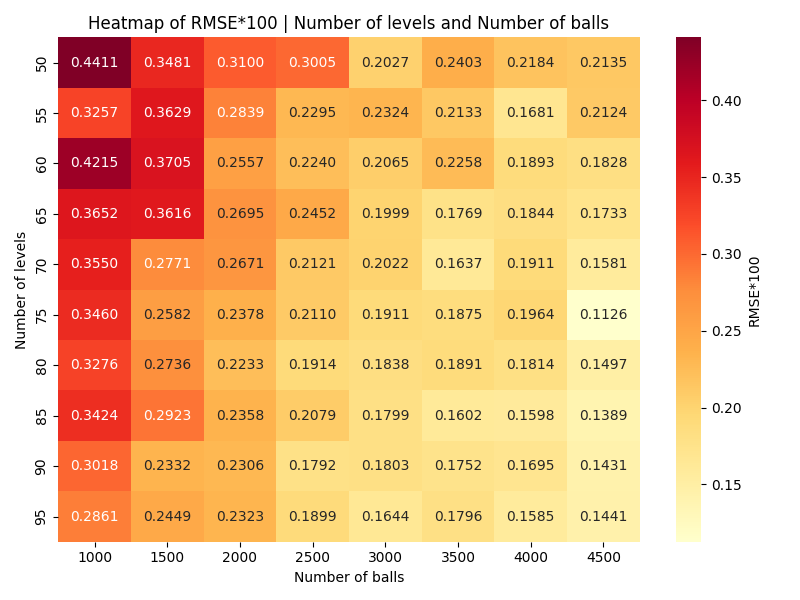 Heatmap of RMSE*100 | Number of levels and Number of balls
Number of levels
50 0.4411 0.3481 0.3100 0.3005 0.2027 0.2403 0.2184 0.2135
55 0.3257 0.3629 0.2839 0.2295 0.2324 0.2133 0.1681 0.2124
60 0.4215 0.3705 0.2557 0.2240 0.2065 0.2258 0.1893 0.1828
65 0.3652 0.3616 0.2695 0.2452 0.1999 0.1769 0.1844 0.1733
70 0.3550 0.2771 0.2671 0.2121 0.2022 0.1637 0.1911 0.1581
75 0.3460 0.2582 0.2378 0.2110 0.1911 0.1875 0.1964 0.1126
80 0.3276 0.2736 0.2233 0.1914 0.1838 0.1891 0.1814 0.1497
85 0.3424 0.2923 0.2358 0.2079 0.1799 0.1602 0.1598 0.1389
90 0.3018 0.2332 0.2306 0.1792 0.1803 0.1752 0.1695 0.1431
95 0.2861 0.2449 0.2323 0.1899 0.1644 0.1796 0.1585 0.1441
1000 1500 2000 2500 3000 3500 4000 4500
Number of balls
0.40
0.35
0.30
0.25
0.20
0.15
RMSE*100